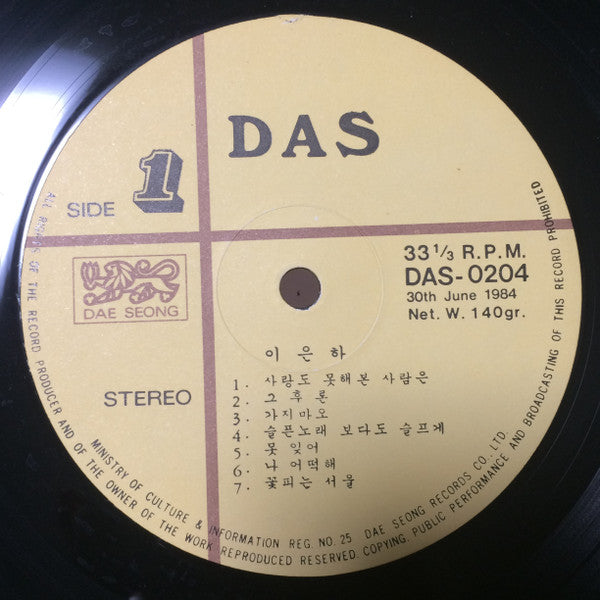 DAS
SIDE 1
DAE SEONG
STEREO
33 1/3 R.P.M.
DAS-0204
30th June 1984
Net. W. 140gr.
이 은 하
1. 사랑도 못해본 사람은
2. 그 후 론
3. 가지마오
4. 슬픈노래 보다도 슬프게
5. 못 잊어
6. 나 어떡해
7. 꽃피는 서울
ALL RIGHTS OF THE RECORD PRODUCER AND OF THE OWNER OF THE WORK REPRODUCED RESERVED. COPYING, PUBLIC PERFORMANCE AND BROADCASTING OF THIS RECORD PROHIBITED
MINISTRY OF CULTURE & INFORMATION REG. NO. 25 DAE SEONG RECORDS CO., LTD.